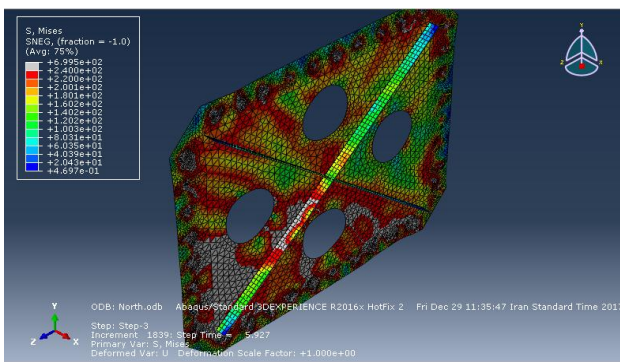 S, Mises
SNEG, (fraction = -1.0)
(Avg: 75%)
+6.995e+02
+2.400e+02
+2.200e+02
+2.001e+02
+1.801e+02
+1.602e+02
+1.402e+02
+1.202e+02
+1.003e+02
+8.031e+01
+6.035e+01
+4.039e+01
+2.043e+01
+4.697e-01
Y
Z
X
Y
Z
X
ODB: North.odb Abaqus/Standard 3DEXPERIENCE R2016x HotFix 2 Fri Dec 29 11:35:47 Iran Standard Time 2017
Step: Step-3
Increment 1839: Step Time = 5.927
Primary Var: S, Mises
Deformed Var: U Deformation Scale Factor: +1.000e+00